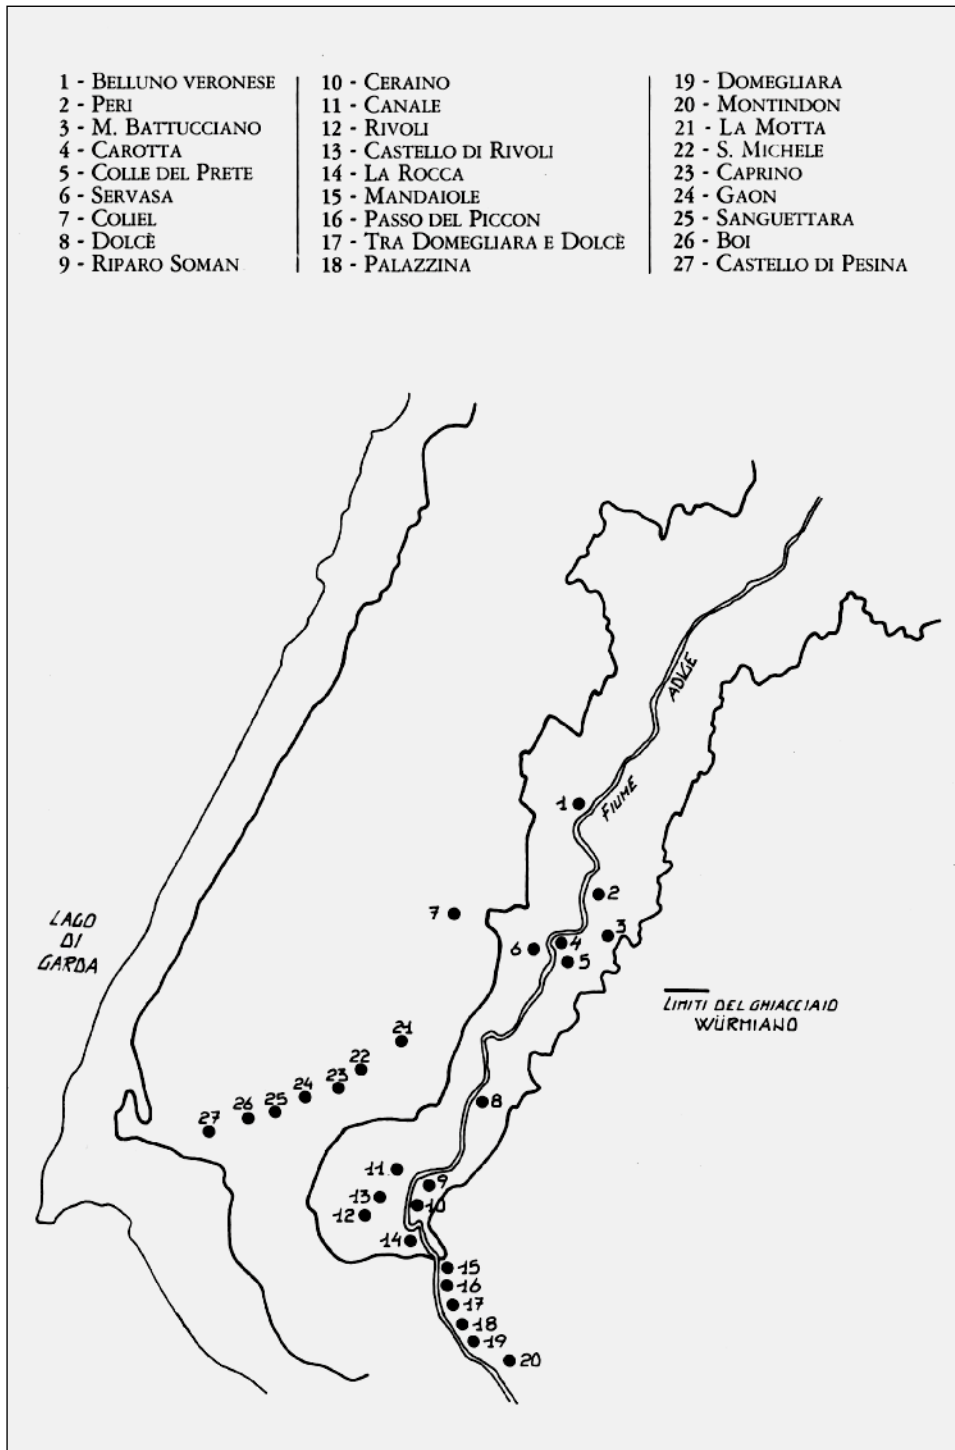 1 - BELLUNO VERONESE
2 - PERI
3 - M. BATTUCCIANO
4 - CAROTTA
5 - COLLE DEL PRETE
6 - SERVASA
7 - COLIEL
8 - DOLCÈ
9 - RIPARO SOMAN
10 - CERAINO
11 - CANALE
12 - RIVOLI
13 - CASTELLO DI RIVOLI
14 - LA ROCCA
15 - MANDAIOLE
16 - PASSO DEL PICCON
17 - TRA DOMEGLIARA E DOLCÈ
18 - PALAZZINA
19 - DOMEGLIARA
20 - MONTINDON
21 - LA MOTTA
22 - S. MICHELE
23 - CAPRINO
24 - GAON
25 - SANGUETTARA
26 - BOI
27 - CASTELLO DI PESINA
ADIGE
FIUME
1
2
7
3
4
6
5
LAGO
DI
GARDA
LIMITI DEL GHIACCIAIO
WÜRMIANO
21
22
23
24
25
26
27
8
11
9
13
10
12
14
15
16
17
18
19
20